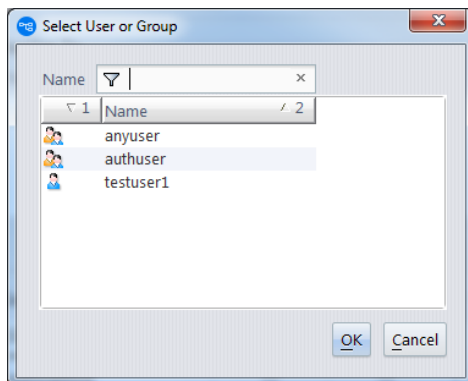 Select User or Group
x
Name
×
1 Name 2
anyuser
authuser
testuser1
OK Cancel